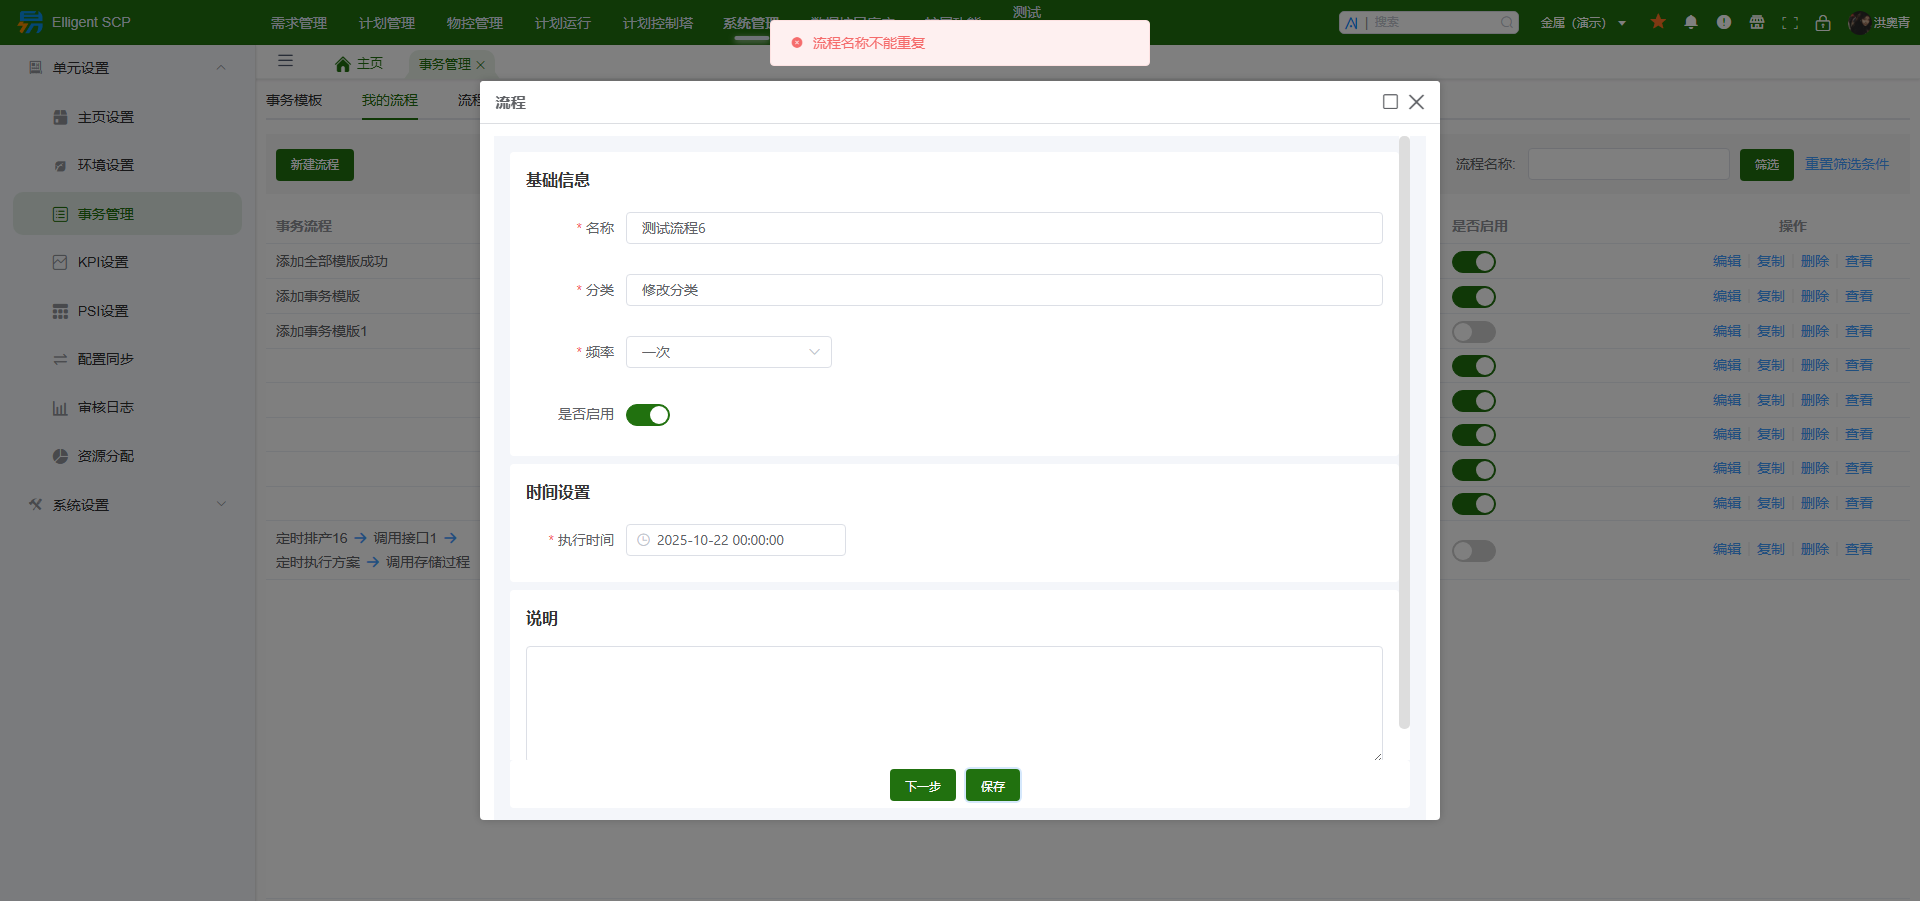 Elligent SCP
需求管理
计划管理
物控管理
计划运行
计划控制塔
系统管理
测试
AI | 搜索
金属（演示）
洪奥青
流程名称不能重复
单元设置
主页设置
环境设置
事务管理
KPI设置
PSI设置
配置同步
审核日志
资源分配
系统设置
主页
事务管理
事务模板
我的流程
新建流程
流程名称:
筛选
重置筛选条件
事务流程
是否启用
操作
添加全部模版成功
编辑 复制 删除 查看
添加事务模版
编辑 复制 删除 查看
添加事务模版1
编辑 复制 删除 查看
编辑 复制 删除 查看
编辑 复制 删除 查看
编辑 复制 删除 查看
编辑 复制 删除 查看
编辑 复制 删除 查看
定时排产16 → 调用接口1 →
定时执行方案 → 调用存储过程
编辑 复制 删除 查看
流程
基础信息
* 名称
测试流程6
* 分类
修改分类
* 频率
一次
是否启用
时间设置
* 执行时间
2025-10-22 00:00:00
说明
下一步
保存